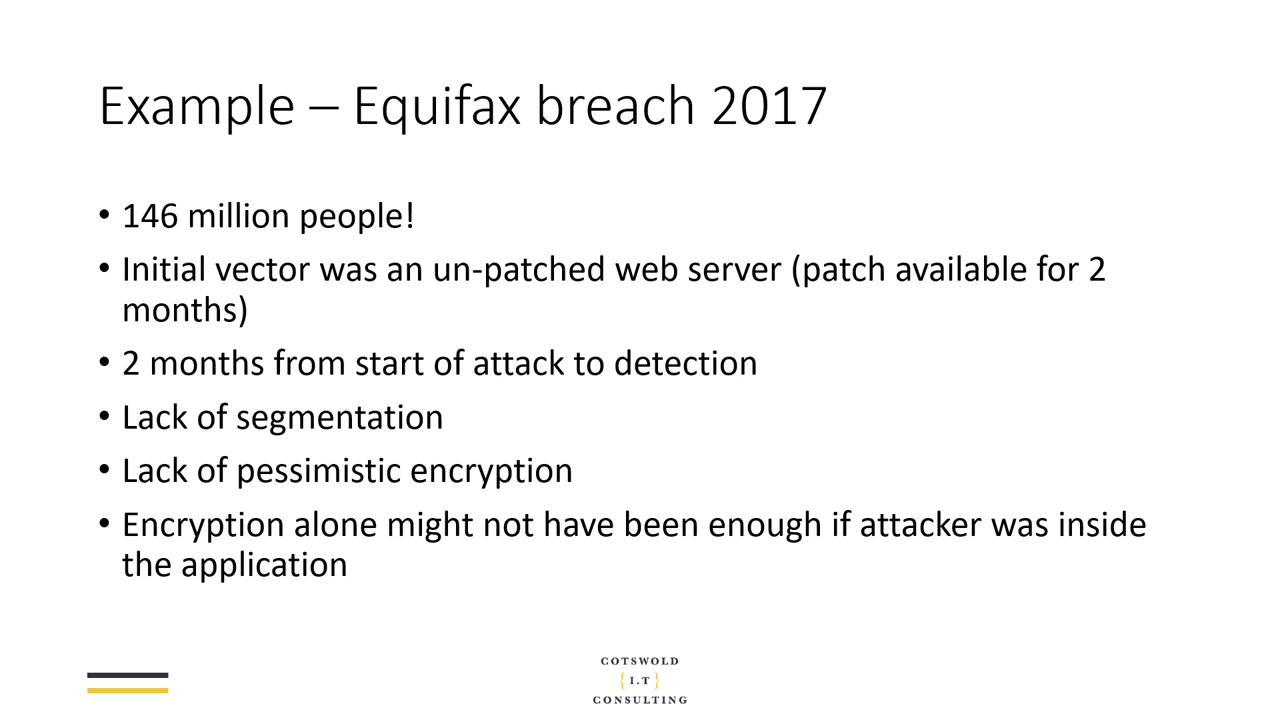 Example – Equifax breach 2017
• 146 million people!
• Initial vector was an un-patched web server (patch available for 2
months)
• 2 months from start of attack to detection
• Lack of segmentation
• Lack of pessimistic encryption
• Encryption alone might not have been enough if attacker was inside
the application
COTSWOLD
{ I.T }
CONSULTING